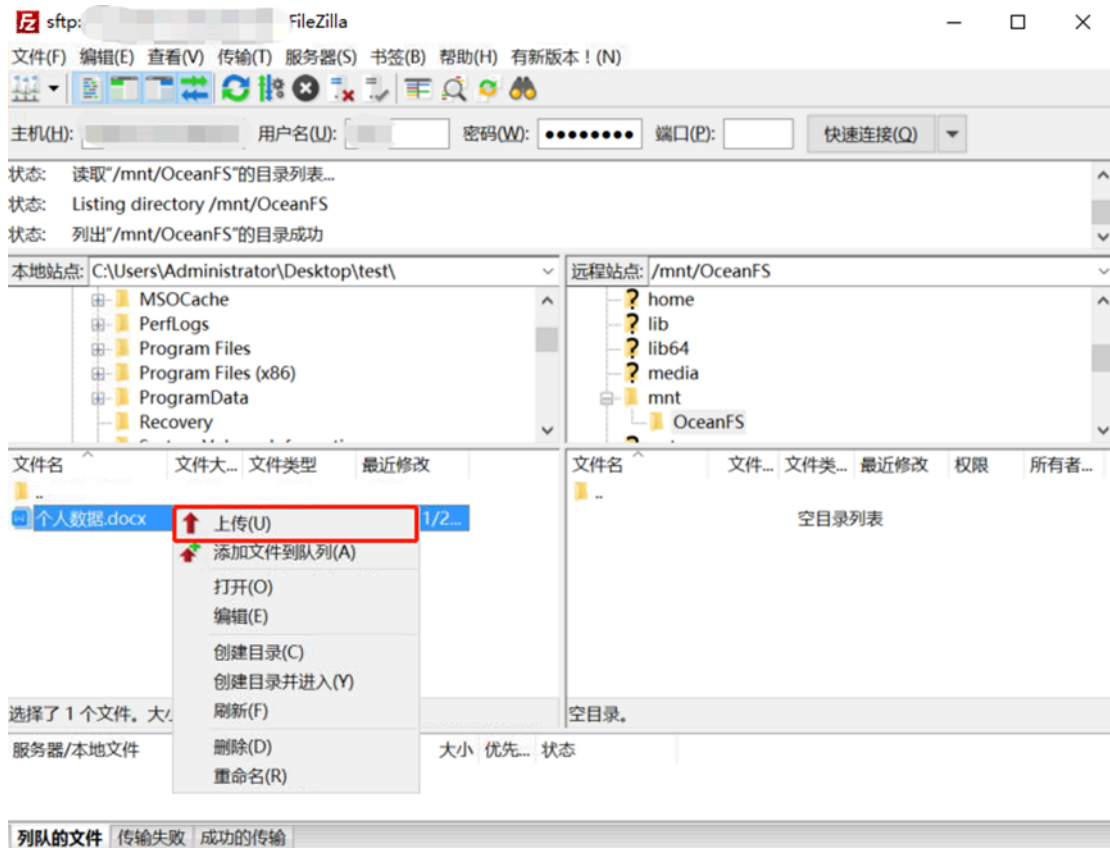 sftp: FileZilla
文件(F) 编辑(E) 查看(V) 传输(T) 服务器(S) 书签(B) 帮助(H) 有新版本！(N)
主机(H): 用户名(U): 密码(W): ●●●●●●●●● 端口(P): 快速连接(Q)
状态: 读取"/mnt/OceanFS"的目录列表...
状态: Listing directory /mnt/OceanFS
状态: 列出"/mnt/OceanFS"的目录成功
本地站点: C:\Users\Administrator\Desktop\test\
MSOCache
PerfLogs
Program Files
Program Files (x86)
ProgramData
Recovery
远程站点: /mnt/OceanFS
? home
? lib
? lib64
? media
mnt
OceanFS
文件名 文件大... 文件类型 最近修改
..
个人数据.docx 1/2...
上传(U)
添加文件到队列(A)
打开(O)
编辑(E)
创建目录(C)
创建目录并进入(Y)
刷新(F)
删除(D)
重命名(R)
选择了 1 个文件。大
文件名 文件... 文件类... 最近修改 权限 所有者...
..
空目录列表
空目录。
服务器/本地文件 大小 优先... 状态
列队的文件 传输失败 成功的传输